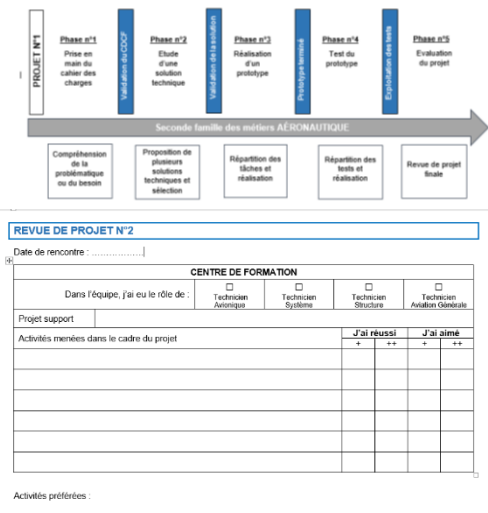 PROJET N°1
Phase n°1
Prise en
main du
cahier des
charges
Validation du CDCF
Phase n°2
Etude
d'une
solution
technique
Validation de la solution
Phase n°3
Réalisation
d'un
prototype
Prototype terminé
Phase n°4
Test du
prototype
Exploitation des tests
Phase n°5
Evaluation
du projet
Seconde famille des métiers AÉRONAUTIQUE
Compréhension
de la
problématique
ou du besoin
Proposition de
plusieurs
solutions
techniques et
sélection
Répartition des
tâches et
réalisation
Répartition des
tests et
réalisation
Revue de projet
finale
REVUE DE PROJET N°2
Date de rencontre : ………………
CENTRE DE FORMATION
Dans l'équipe, j'ai eu le rôle de :
☐ Technicien
Avionique
☐ Technicien
Système
☐ Technicien
Structure
☐ Technicien
Aviation Générale
Projet support
Activités menées dans le cadre du projet
J'ai réussi
J'ai aimé
+ ++ + ++
Activités préférées :